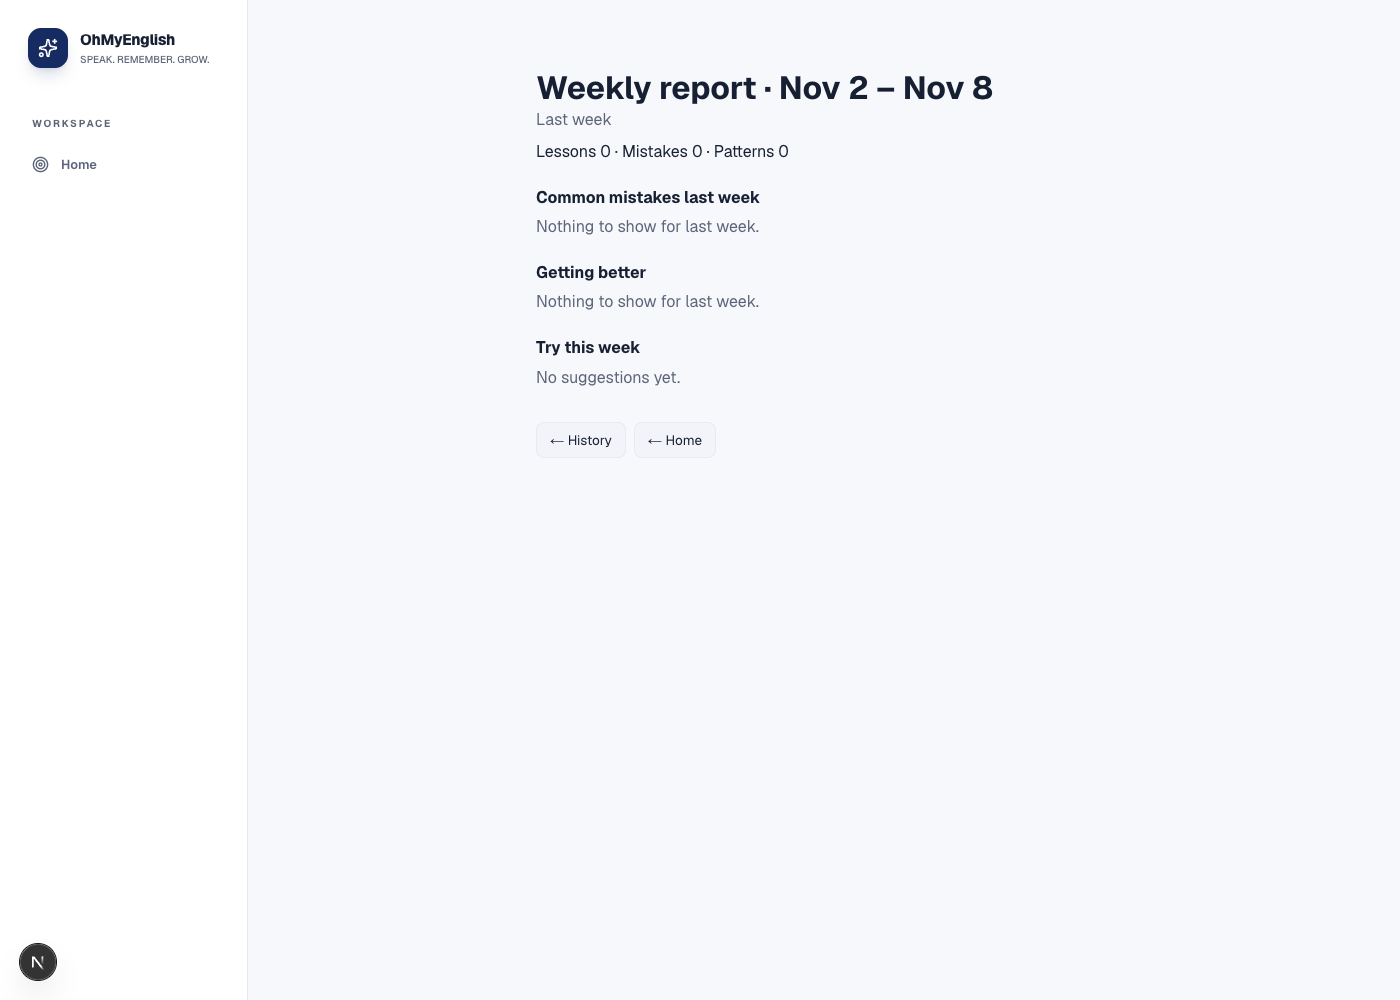 OhMyEnglish
SPEAK. REMEMBER. GROW.
WORKSPACE
Home
Weekly report · Nov 2 – Nov 8
Last week
Lessons 0 · Mistakes 0 · Patterns 0
Common mistakes last week
Nothing to show for last week.
Getting better
Nothing to show for last week.
Try this week
No suggestions yet.
← History
← Home
N